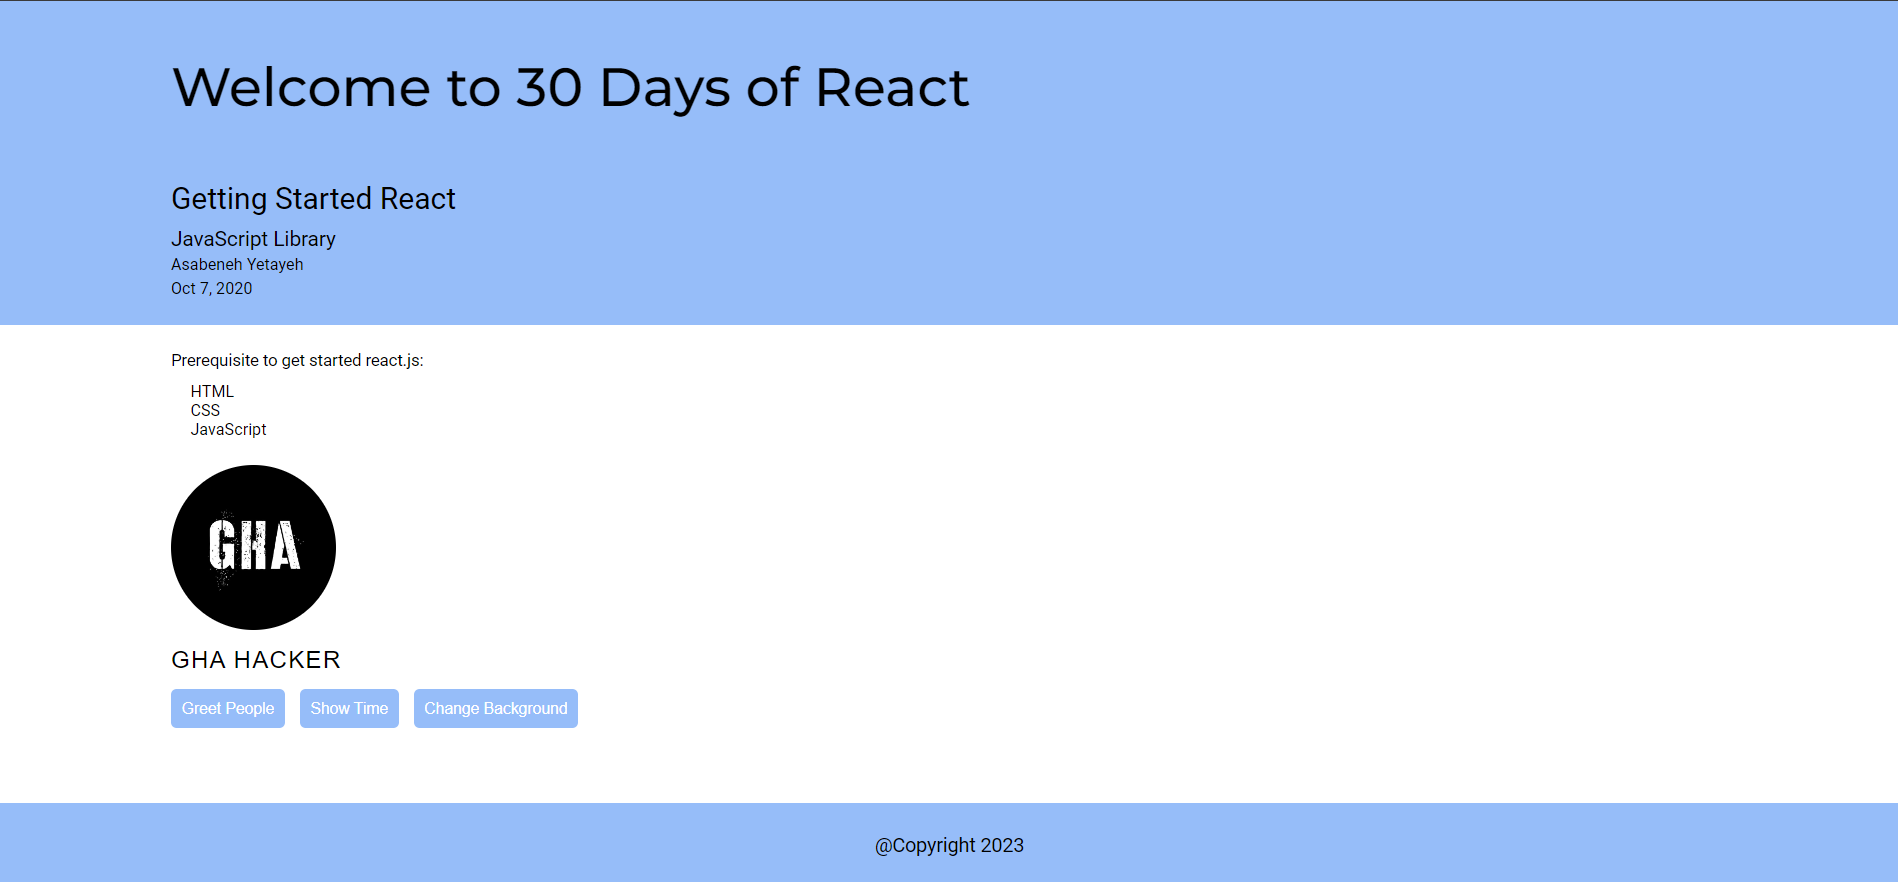 Welcome to 30 Days of React
Getting Started React
JavaScript Library
Asabeneh Yetayeh
Oct 7, 2020
Prerequisite to get started react.js:
HTML
CSS
JavaScript
GHA
GHA HACKER
Greet People Show Time Change Background
@Copyright 2023